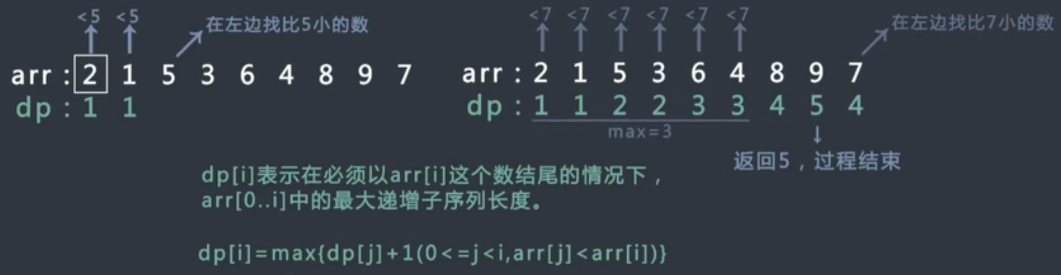 <5 <5
在左边找比5小的数
arr : 2 1 5 3 6 4 8 9 7
dp : 1 1
<7 <7 <7 <7 <7 <7
在左边找比7小的数
arr : 2 1 5 3 6 4 8 9 7
dp : 1 1 2 2 3 3 4 5 4
max=3
返回5，过程结束
dp[i]表示在必须以arr[i]这个数结尾的情况下，
arr[0..i]中的最大递增子序列长度。
dp[i]=max{dp[j]+1(0<=j<i,arr[j]<arr[i])}